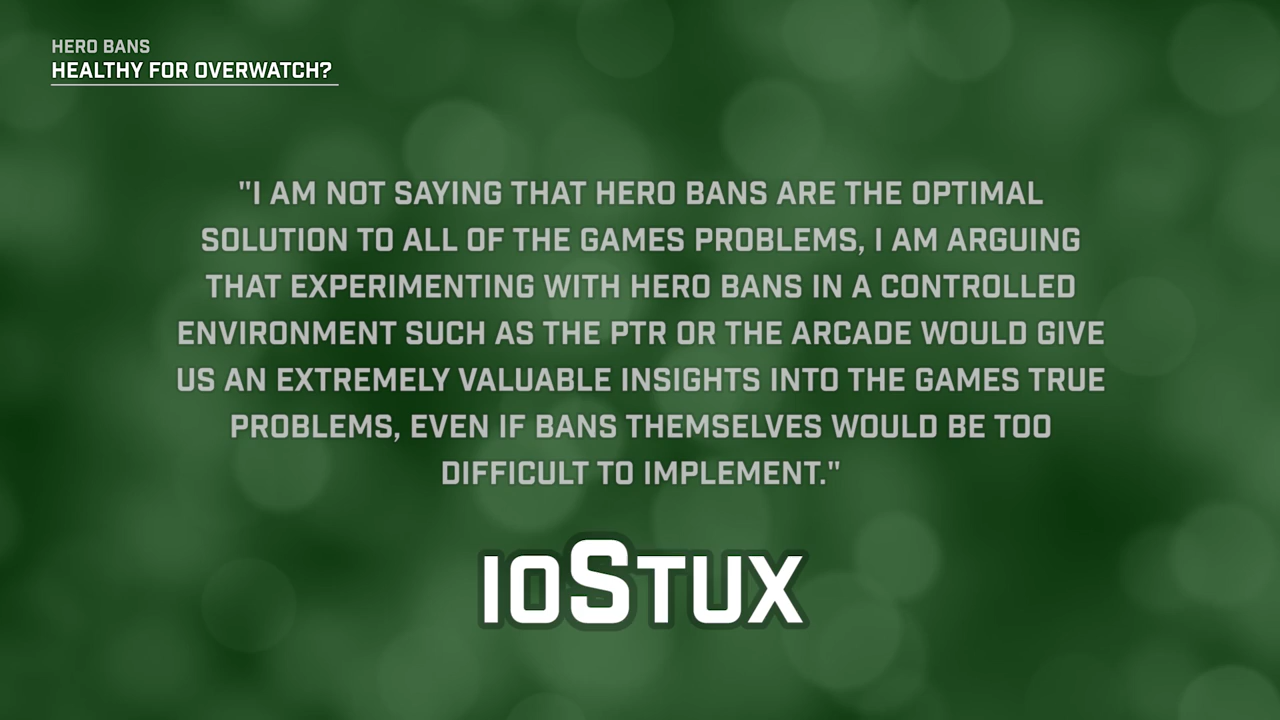 HERO BANS
HEALTHY FOR OVERWATCH?
"I AM NOT SAYING THAT HERO BANS ARE THE OPTIMAL
SOLUTION TO ALL OF THE GAMES PROBLEMS, I AM ARGUING
THAT EXPERIMENTING WITH HERO BANS IN A CONTROLLED
ENVIRONMENT SUCH AS THE PTR OR THE ARCADE WOULD GIVE
US AN EXTREMELY VALUABLE INSIGHTS INTO THE GAMES TRUE
PROBLEMS, EVEN IF BANS THEMSELVES WOULD BE TOO
DIFFICULT TO IMPLEMENT."
IOSTUX